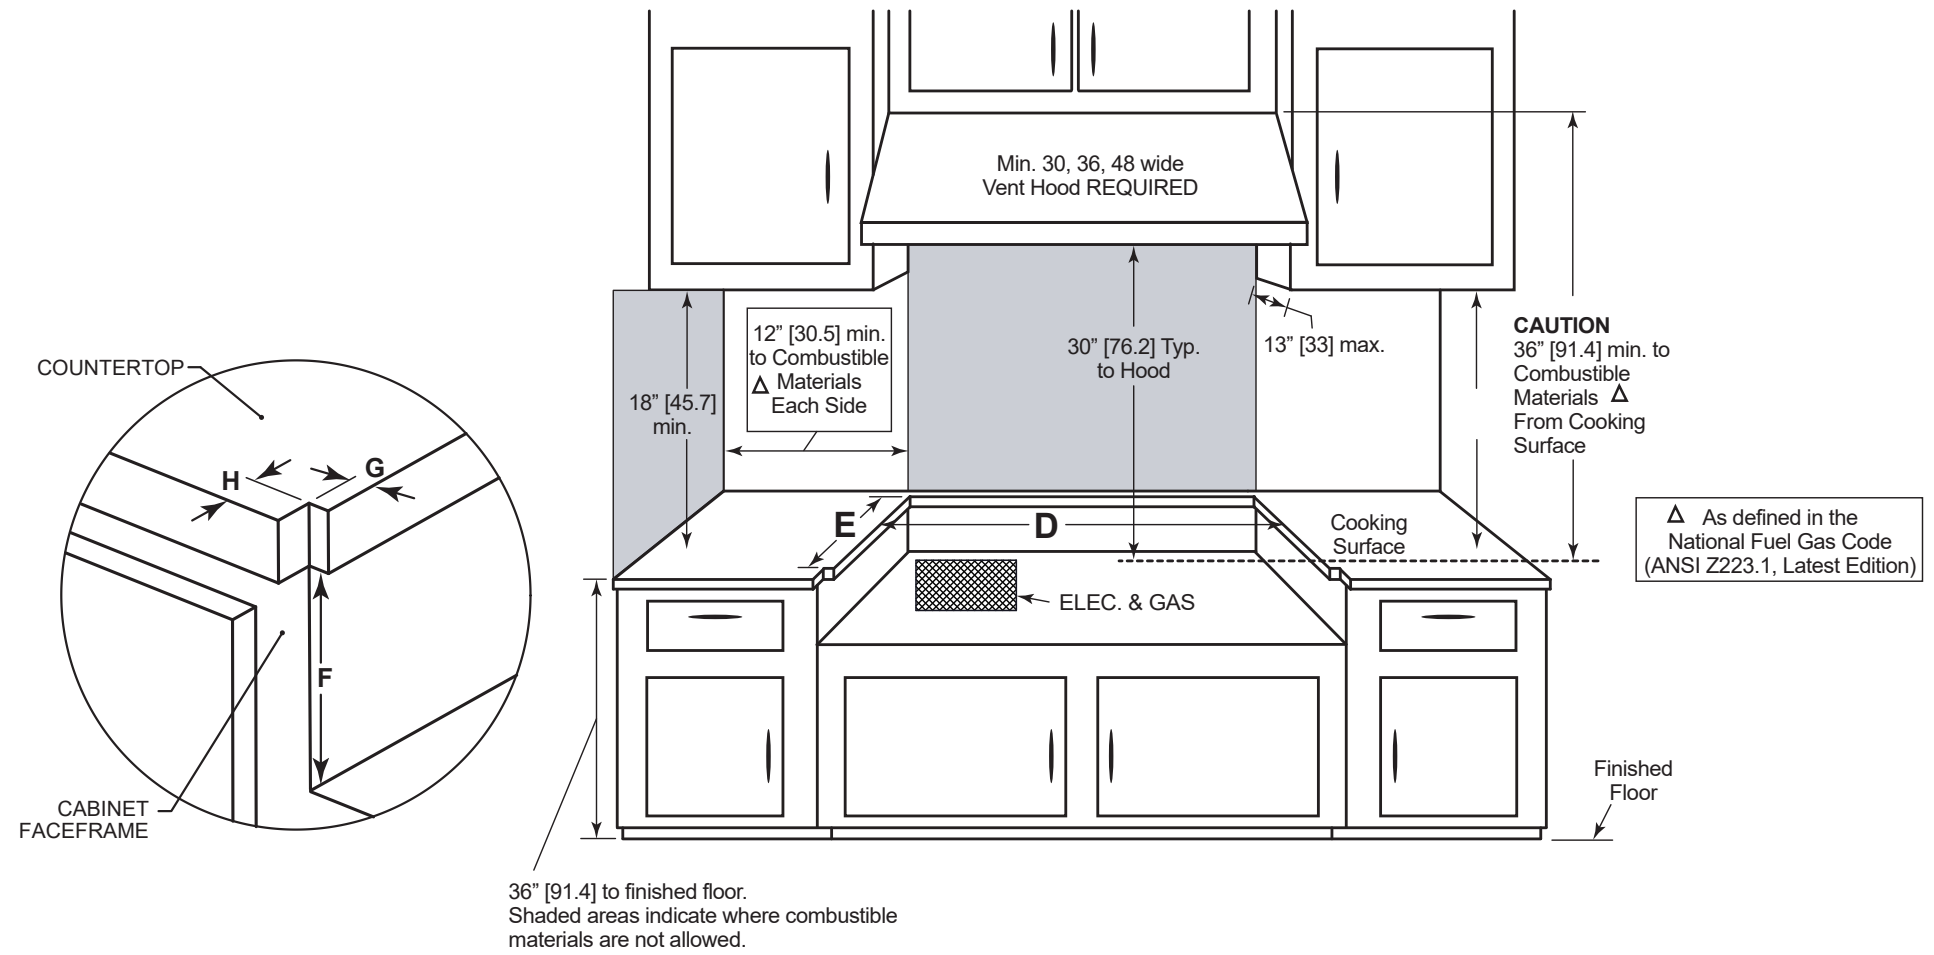 Min. 30, 36, 48 wide
Vent Hood REQUIRED
12” [30.5] min.
to Combustible
Δ Materials
Each Side
18” [45.7]
min.
30” [76.2] Typ.
to Hood
13” [33] max.
CAUTION
36” [91.4] min. to
Combustible
Materials Δ
From Cooking
Surface
COUNTERTOP
H
G
F
CABINET
FACEFRAME
E
D
Cooking
Surface
ELEC. & GAS
Δ As defined in the
National Fuel Gas Code
(ANSI Z223.1, Latest Edition)
Finished
Floor
36” [91.4] to finished floor.
Shaded areas indicate where combustible
materials are not allowed.